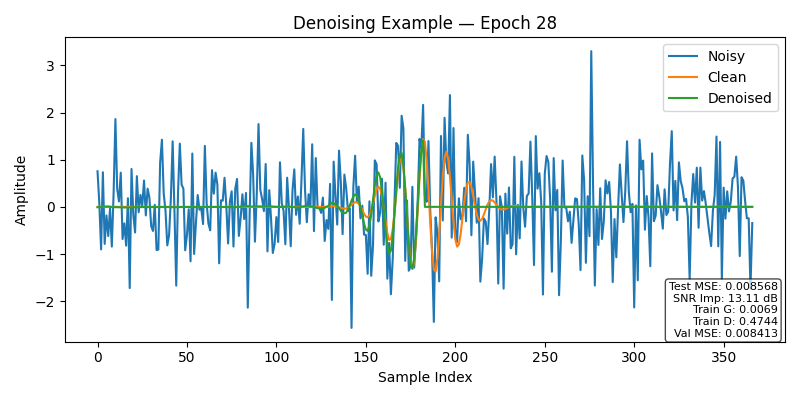 Denoising Example — Epoch 28
Noisy
Clean
Denoised
Amplitude
3
2
1
0
−1
−2
Test MSE: 0.008568
SNR Imp: 13.11 dB
Train G: 0.0069
Train D: 0.4744
Val MSE: 0.008413
0 50 100 150 200 250 300 350
Sample Index